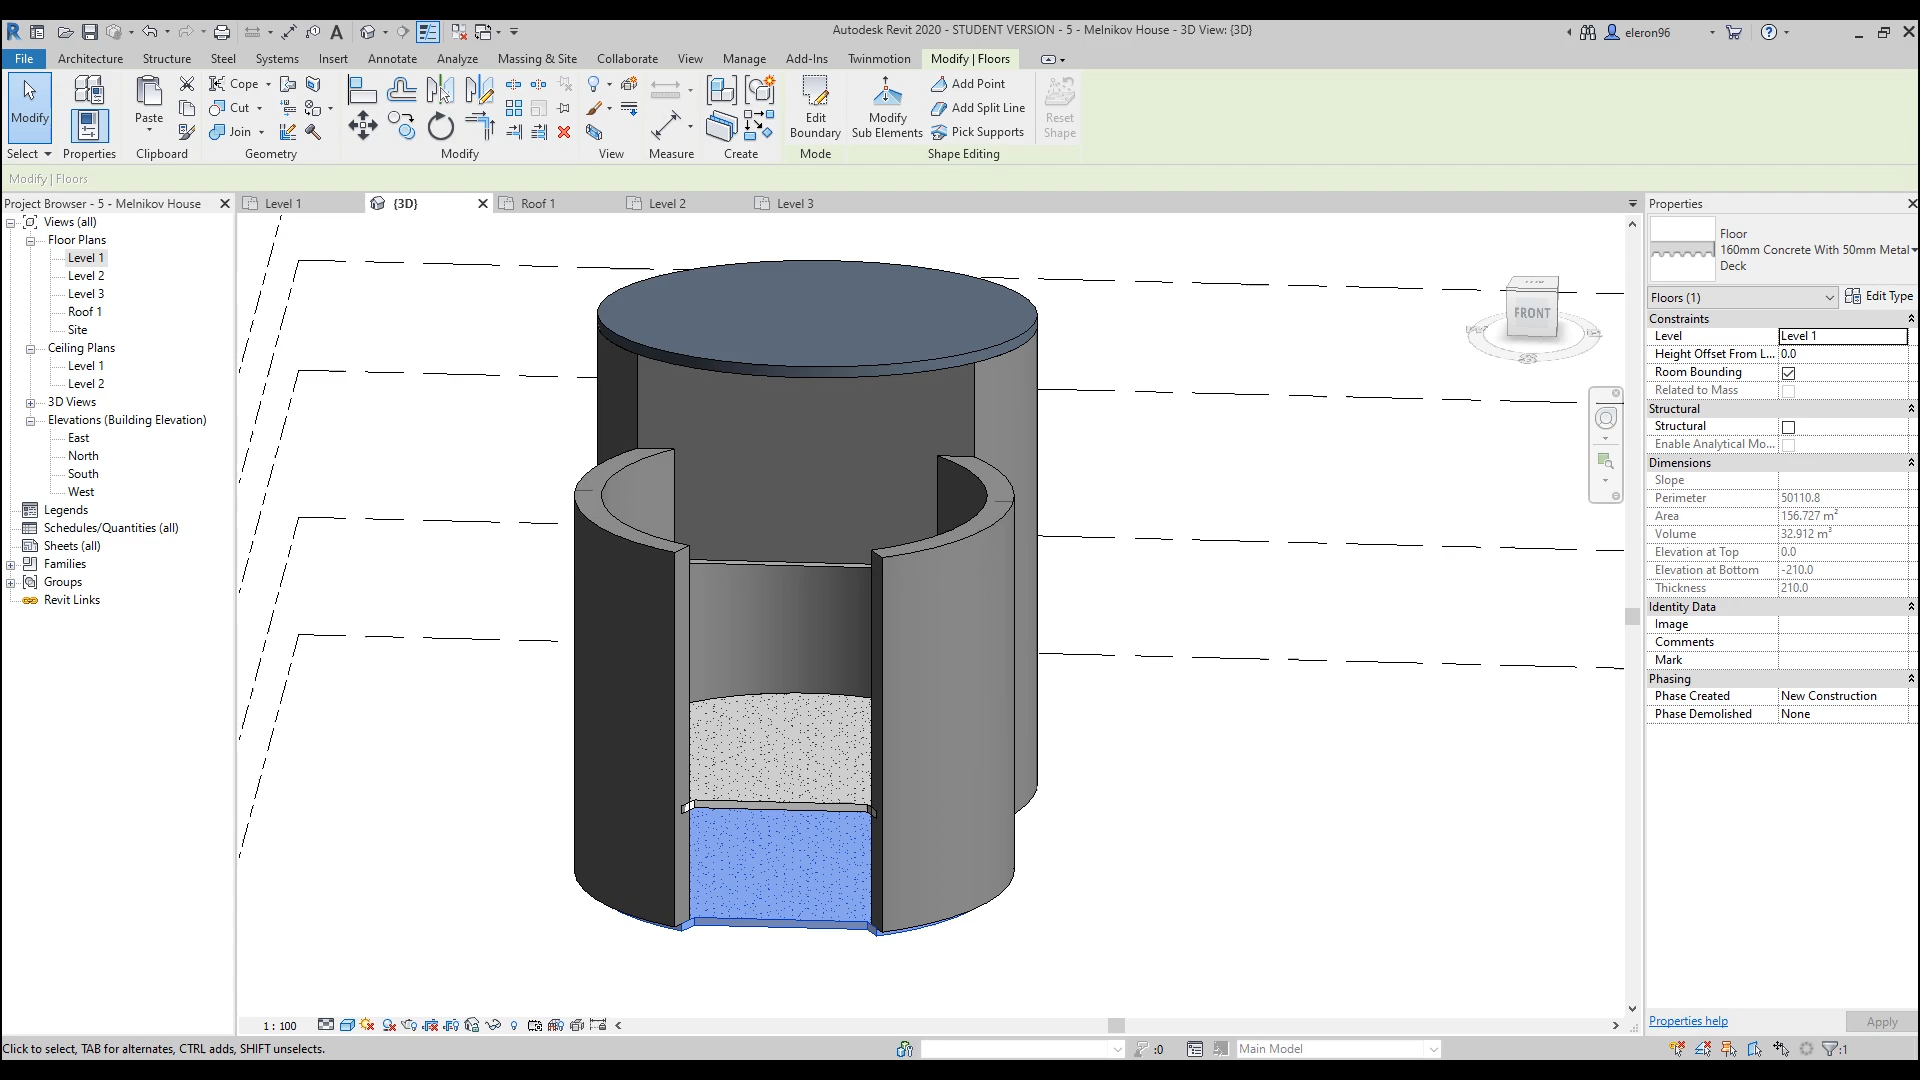 Autodesk Revit 2020 - STUDENT VERSION - 5 - Melnikov House - 3D View: {3D}
eleron96
File
Architecture
Structure
Steel
Systems
Insert
Annotate
Analyze
Massing & Site
Collaborate
View
Manage
Add-Ins
Twinmotion
Modify | Floors
Modify
Paste
Cope
Cut
Join
Edit Boundary
Modify Sub Elements
Add Point
Add Split Line
Pick Supports
Reset Shape
Select
Properties
Clipboard
Geometry
Modify
View
Measure
Create
Mode
Shape Editing
Modify | Floors
Project Browser - 5 - Melnikov House
Views (all)
Floor Plans
Level 1
Level 2
Level 3
Roof 1
Site
Ceiling Plans
Level 1
Level 2
3D Views
Elevations (Building Elevation)
East
North
South
West
Legends
Schedules/Quantities (all)
Sheets (all)
Families
Groups
Revit Links
Level 1
{3D}
Roof 1
Level 2
Level 3
FRONT
Properties
Floor
160mm Concrete With 50mm Metal
Deck
Floors (1)
Edit Type
Constraints
Level Level 1
Height Offset From L... 0.0
Room Bounding
Related to Mass
Structural
Structural
Enable Analytical Mo...
Dimensions
Slope
Perimeter 50110.8
Area 156.727 m²
Volume 32.912 m³
Elevation at Top 0.0
Elevation at Bottom -210.0
Thickness 210.0
Identity Data
Image
Comments
Mark
Phasing
Phase Created New Construction
Phase Demolished None
Properties help
Apply
1 : 100
Click to select, TAB for alternates, CTRL adds, SHIFT unselects.
:0
Main Model
:1